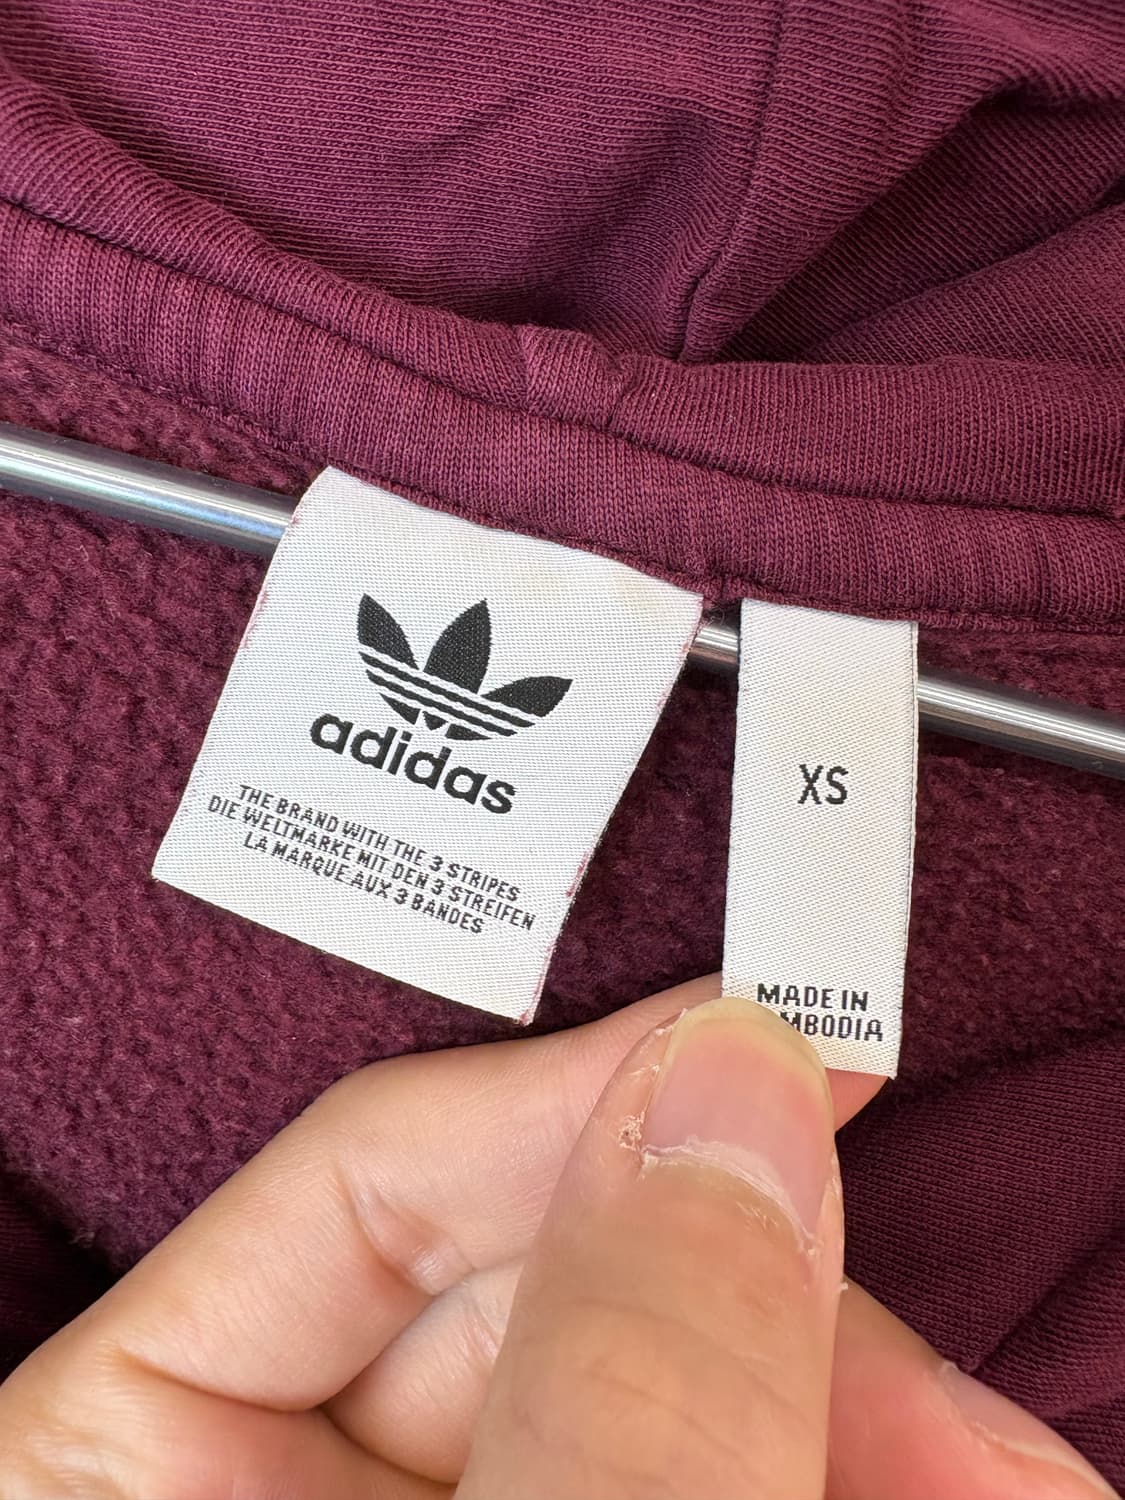 adidas
THE BRAND WITH THE 3 STRIPES
DIE WELTMARKE MIT DEN 3 STREIFEN
LA MARQUE AUX 3 BANDES
XS
MADE IN
MBODIA